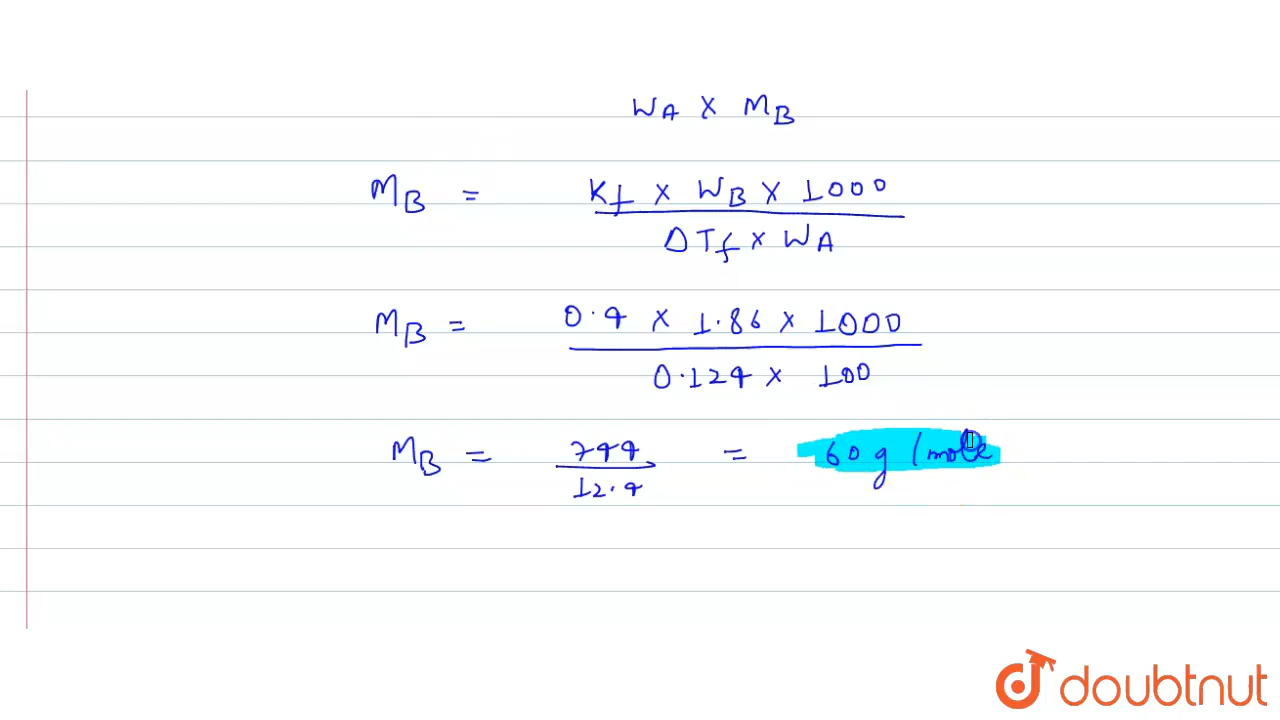 WA × MB
MB = Kf × WB × 1000
ΔTf × WA
MB = 0.4 × 1.86 × 1000
0.124 × 100
MB = 744 = 60 g / mole
12.4
doubtnut